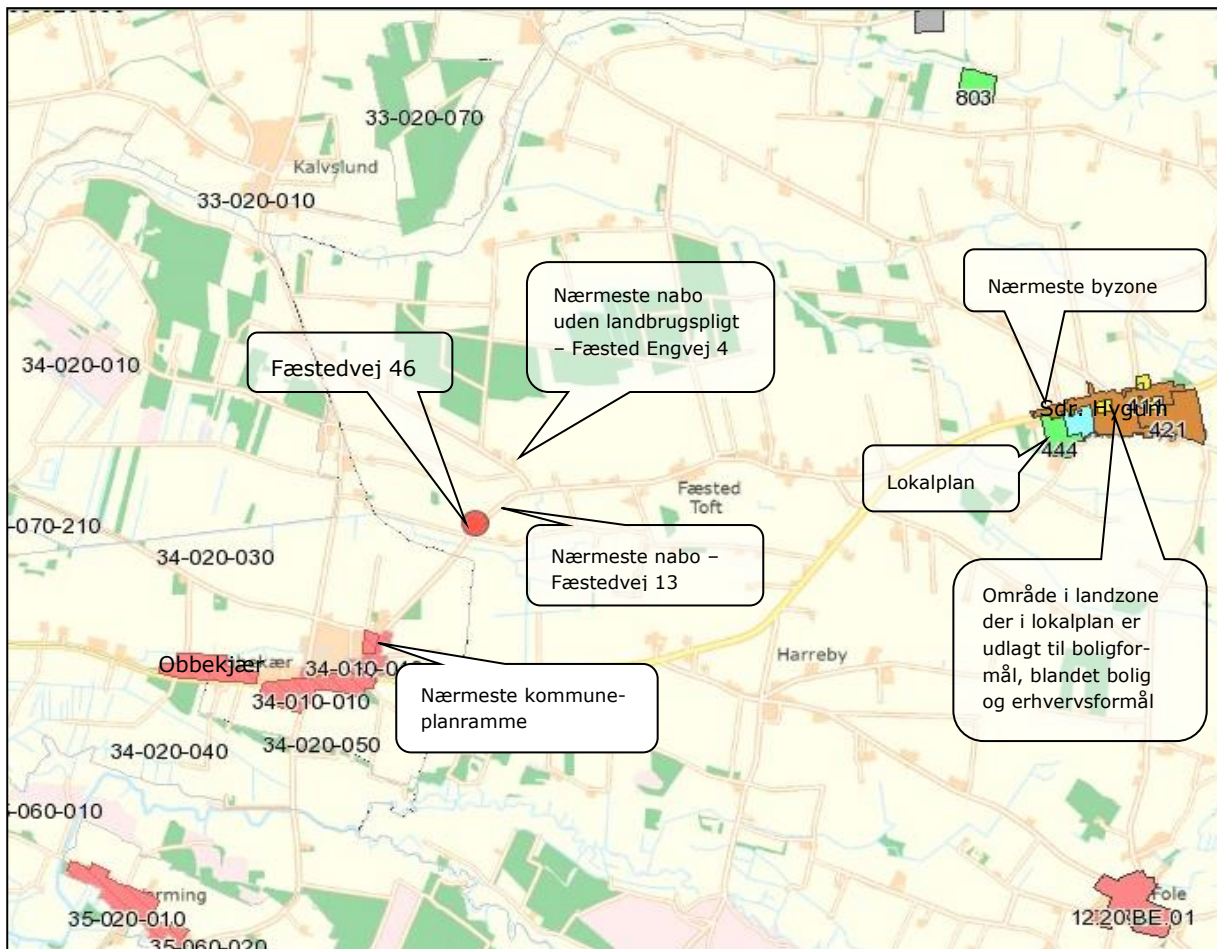 803
33-020-070
Kalvslund
33-020-010
Nærmeste nabo
uden landbrugspligt
– Fæsted Engvej 4
Nærmeste byzone
Fæstedvej 46
34-020-010
Sdr. Hygum
421
444
Lokalplan
Fæsted
Toft
-070-210
34-020-030
Nærmeste nabo –
Fæstedvej 13
Område i landzone
der i lokalplan er
udlagt til boligfor-
mål, blandet bolig
og erhvervsformål
Obbekjær
Harreby
34-010-010
Nærmeste kommune-
planramme
34-020-050
34-020-040
-060-010
35-020-010
35-060-020
Fole
12.20.BE.01